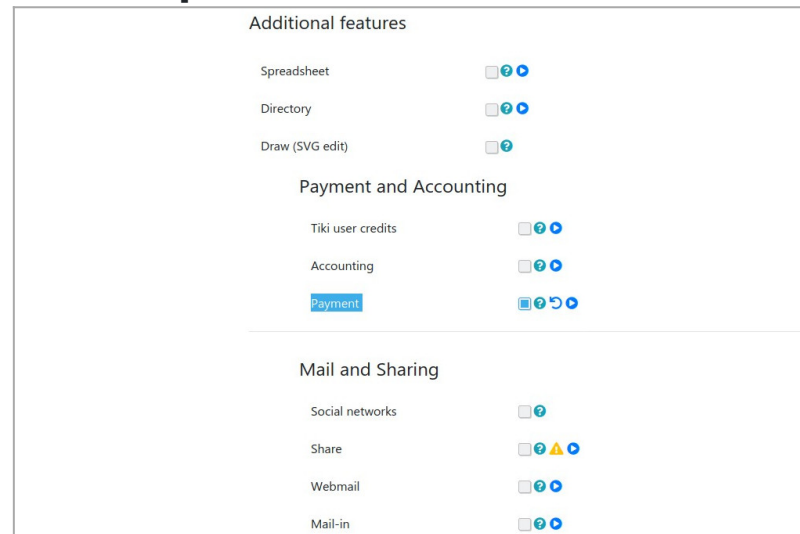 Additional features
Spreadsheet
Directory
Draw (SVG edit)
Payment and Accounting
Tiki user credits
Accounting
Payment
Mail and Sharing
Social networks
Share
Webmail
Mail-in